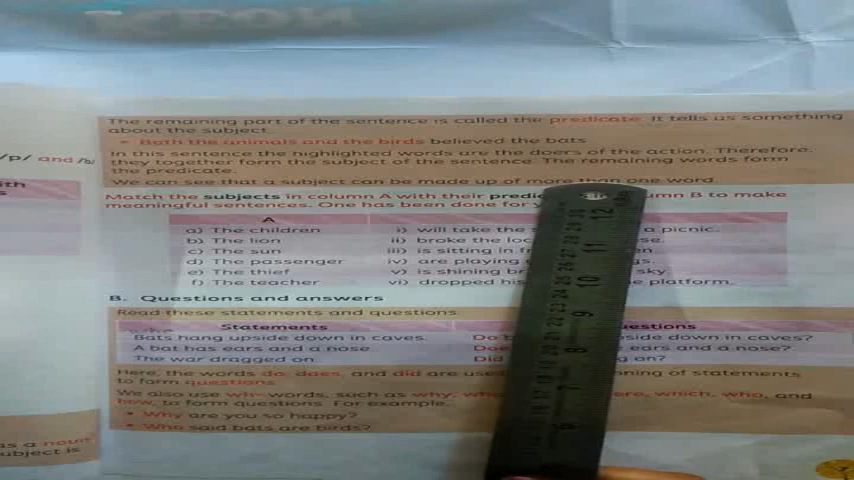 The remaining part of the sentence is called the predicate. It tells us something
about the subject.
• Both the animals and the birds believed the bats
In this sentence the highlighted words are the doers of the action. Therefore,
they together form the subject of the sentence. The remaining words form
the predicate.
We can see that a subject can be made up of more than one word.
/p/ and /b/
Match the subjects in column A with their umn B to make
meaningful sentences. One has been done for
A
a) The children i) will take the a picnic.
b) The lion ii) broke the se.
c) The sun iii) is sitting in en
d) The passenger iv) are playing gs.
e) The thief v) is shining sky
f) The teacher vi) dropped his platform.
B. Questions and answers
Read these statements and questions
Statements estions
Bats hang upside down in caves. Do side down in caves?
A bat has ears and a nose ears and a nose?
The war dragged on Did on?
Here, the words do, does, and did are ning of statements
to form questions
We also use wh– words, such as why, ere, which, who, and
how, to form questions. For example.
• Why are you so happy?
• Who said bats are birds?
as a noun
ubject is